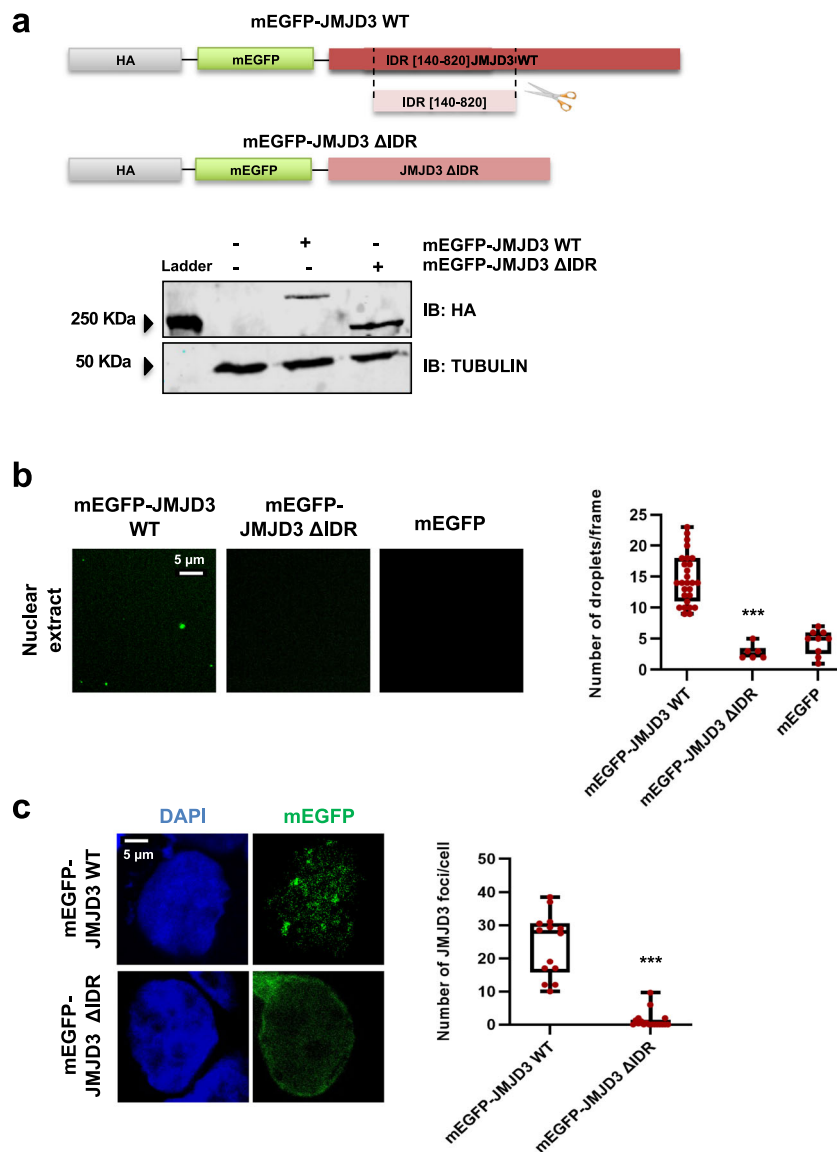 a
mEGFP-JMJD3 WT
HA
mEGFP
IDR [140-820]JMJD3 WT
IDR [140-820]
mEGFP-JMJD3 ΔIDR
HA
mEGFP
JMJD3 ΔIDR
- + - mEGFP-JMJD3 WT
Ladder - - + mEGFP-JMJD3 ΔIDR
250 KDa
IB: HA
50 KDa
IB: TUBULIN
b
mEGFP-JMJD3
WT
mEGFP-
JMJD3 ΔIDR
mEGFP
5 µm
Nuclear
extract
Number of droplets/frame
25
20
15
10
5
0
***
mEGFP-JMJD3 WT
mEGFP-JMJD3 ΔIDR
mEGFP
c
DAPI
mEGFP
5 µm
mEGFP-
JMJD3 WT
mEGFP-
JMJD3 ΔIDR
Number of JMJD3 foci/cell
50
40
30
20
10
0
***
mEGFP-JMJD3 WT
mEGFP-JMJD3 ΔIDR